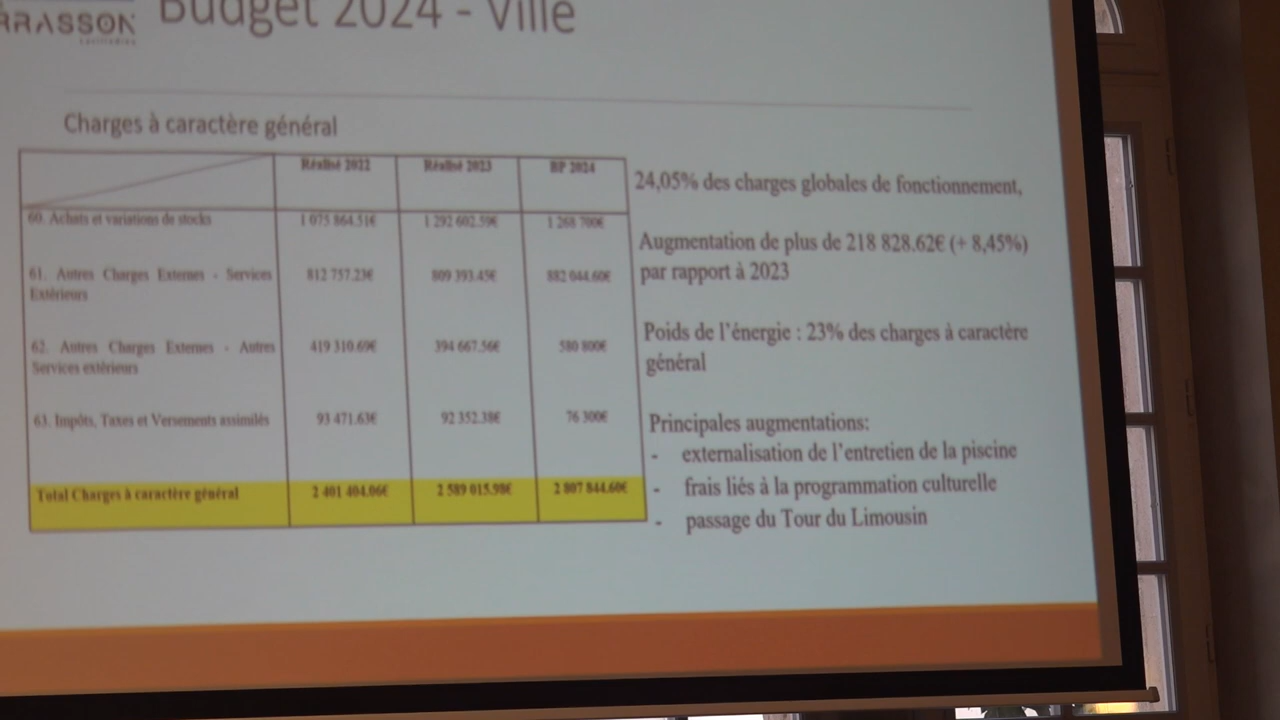 RRASSON
Budget 2024 - Ville
Charges à caractère général
Réalisé 2022 Réalisé 2023 BP 2024
60. Achats et variations de stocks 1 075 864.51€ 1 292 602.59€ 1 268 700€
61. Autres Charges Externes - Services 812 757.23€ 809 393.45€ 882 044.60€
Extérieurs
62. Autres Charges Externes - Autres 419 310.69€ 394 667.56€ 580 800€
Services extérieurs
63. Impôts, Taxes et Versements assimilés 93 471.63€ 92 352.38€ 76 300€
Total Charges à caractère général 2 401 404.06€ 2 589 015.98€ 2 807 844.60€
24,05% des charges globales de fonctionnement,
Augmentation de plus de 218 828.62€ (+ 8,45%)
par rapport à 2023
Poids de l'énergie : 23% des charges à caractère
général
Principales augmentations:
- externalisation de l'entretien de la piscine
- frais liés à la programmation culturelle
- passage du Tour du Limousin